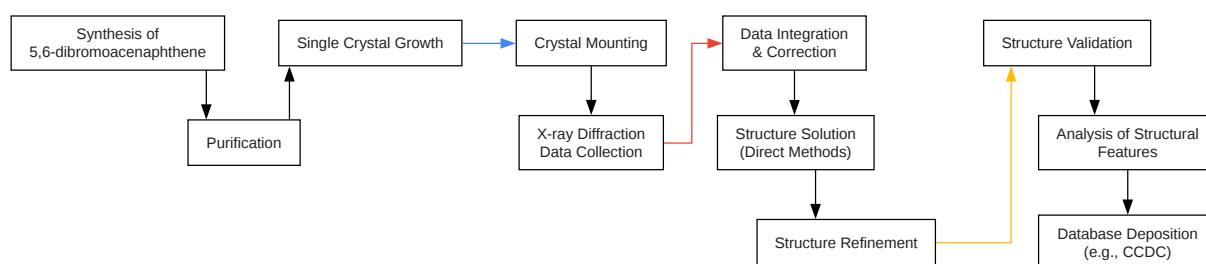 Synthesis of
5,6-dibromoacenaphthene
Purification
Single Crystal Growth
Crystal Mounting
X-ray Diffraction
Data Collection
Data Integration
& Correction
Structure Solution
(Direct Methods)
Structure Refinement
Structure Validation
Analysis of Structural
Features
Database Deposition
(e.g., CCDC)